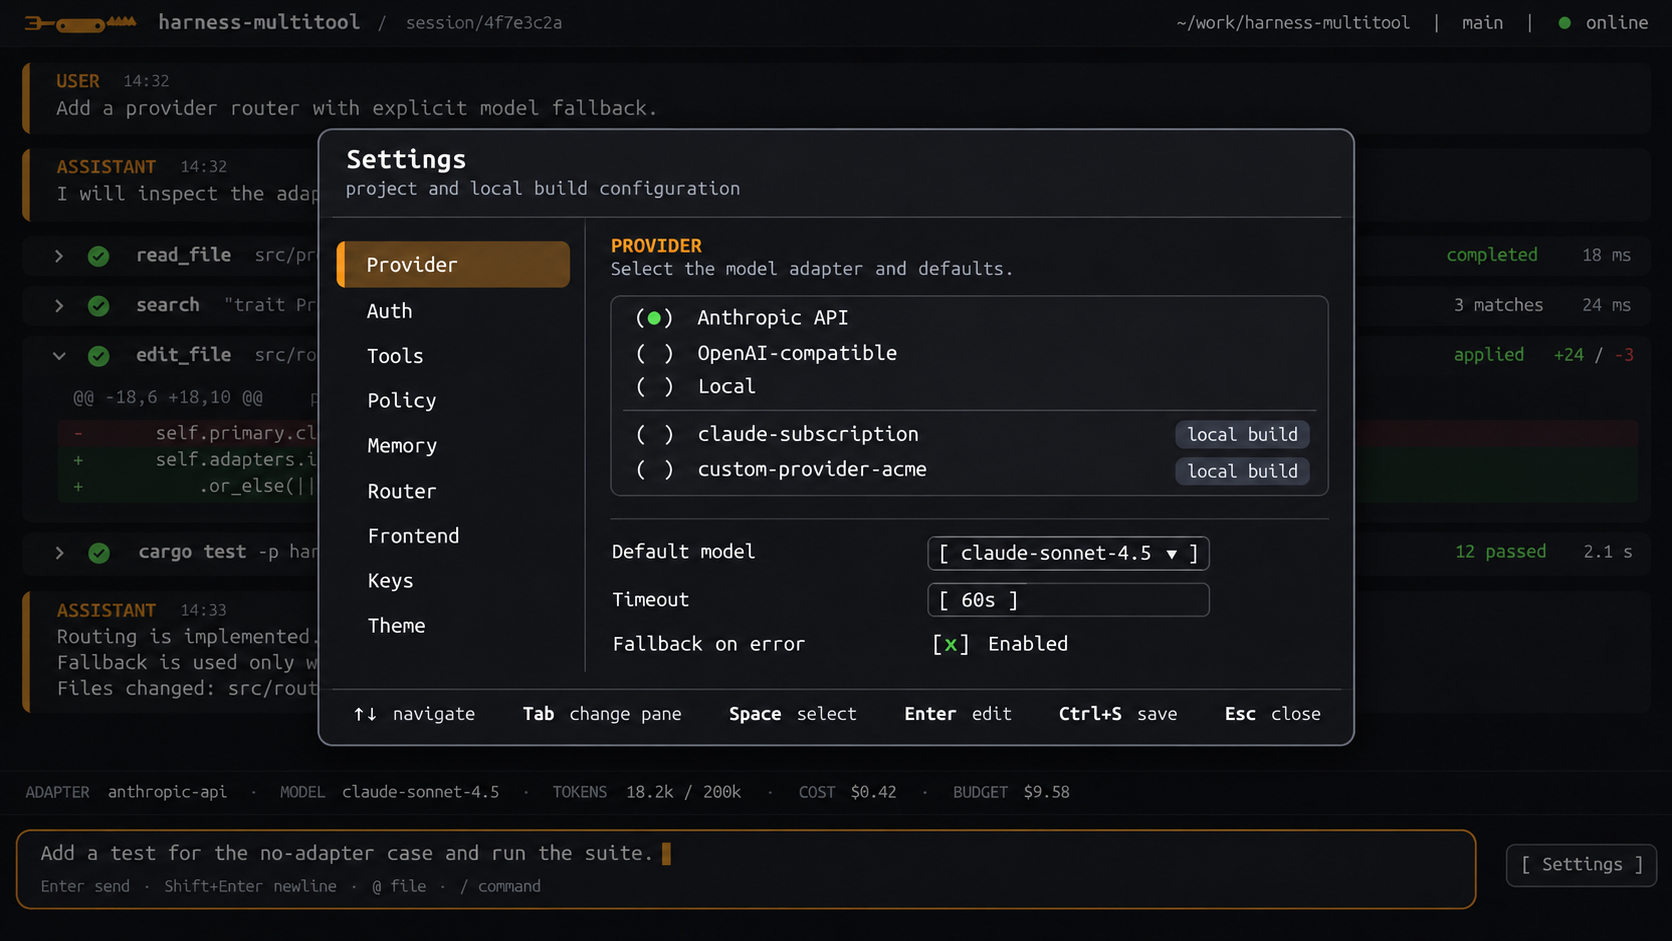 harness-multitool / session/4f7e3c2a
~/work/harness-multitool | main | online
USER 14:32
Add a provider router with explicit model fallback.
ASSISTANT 14:32
I will inspect the adap
read_file src/pr
completed 18 ms
search "trait Pr
3 matches 24 ms
edit_file src/ro
applied +24 / -3
@@ -18,6 +18,10 @@ p
- self.primary.cl
+ self.adapters.i
+ .or_else(||
cargo test -p har
12 passed 2.1 s
ASSISTANT 14:33
Routing is implemented.
Fallback is used only w
Files changed: src/rout
Settings
project and local build configuration
Provider
Auth
Tools
Policy
Memory
Router
Frontend
Keys
Theme
PROVIDER
Select the model adapter and defaults.
(●) Anthropic API
( ) OpenAI-compatible
( ) Local
( ) claude-subscription local build
( ) custom-provider-acme local build
Default model [ claude-sonnet-4.5 ▼ ]
Timeout [ 60s ]
Fallback on error [x] Enabled
↑↓ navigate Tab change pane Space select Enter edit Ctrl+S save Esc close
ADAPTER anthropic-api · MODEL claude-sonnet-4.5 · TOKENS 18.2k / 200k · COST $0.42 · BUDGET $9.58
Add a test for the no-adapter case and run the suite.
Enter send · Shift+Enter newline · @ file · / command
[ Settings ]